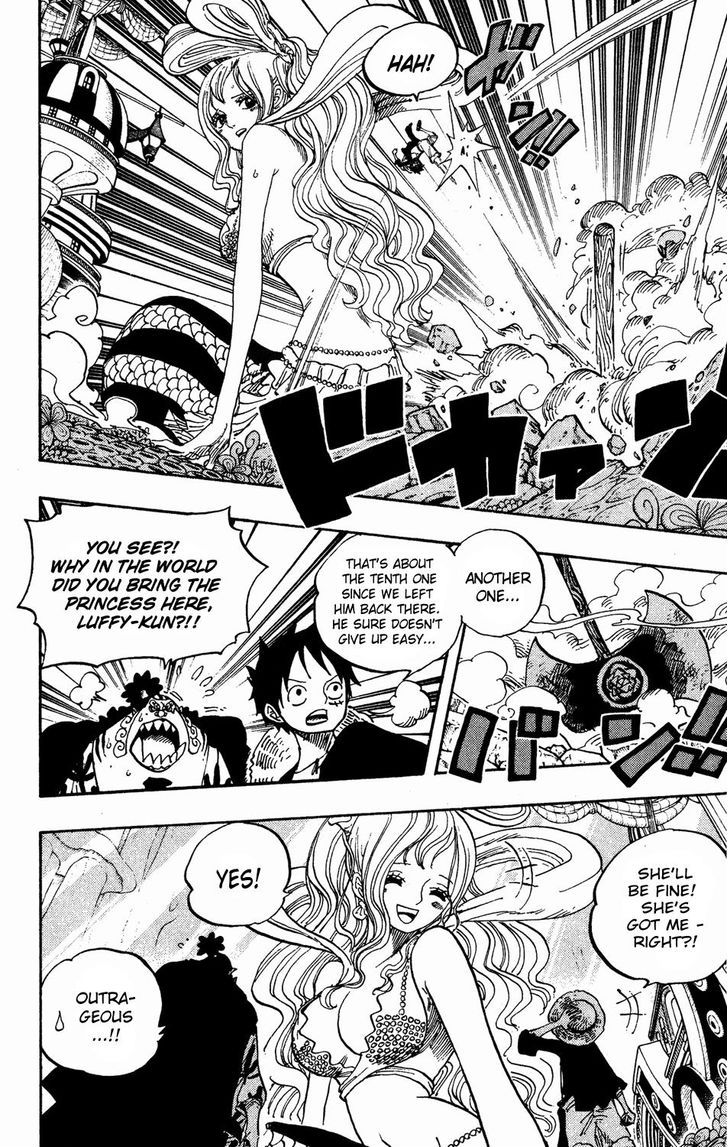 HAH!
ズ
ン!!
ドカァン
ANOTHER
ONE...
THAT'S ABOUT
THE TENTH ONE
SINCE WE LEFT
HIM BACK THERE.
HE SURE DOESN'T
GIVE UP EASY...
YOU SEE?!
WHY IN THE WORLD
DID YOU BRING THE
PRINCESS HERE,
LUFFY-KUN?!!
SHE'LL
BE FINE!
SHE'S
GOT ME -
RIGHT?!
YES!
OUTRA-
GEOUS
...!!